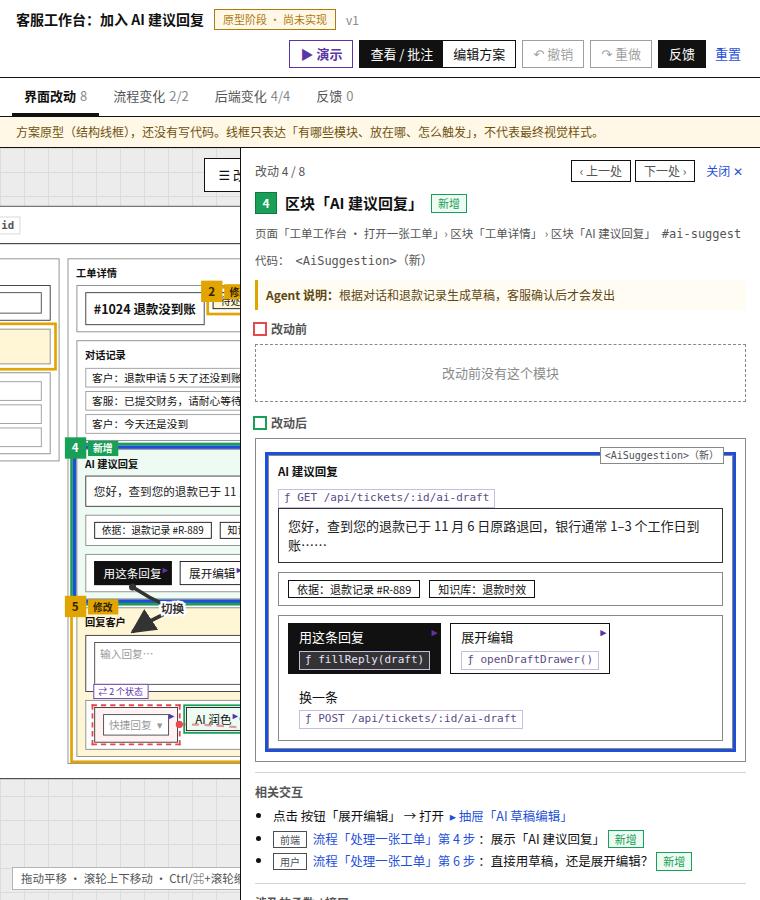 客服工作台：加入 AI 建议回复 原型阶段 · 尚未实现 v1
▶ 演示 查看 / 批注 编辑方案 ↶ 撤销 ↷ 重做 反馈 重置
界面改动 8 流程变化 2/2 后端变化 4/4 反馈 0
方案原型（结构线框），还没有写代码。线框只表达「有哪些模块、放在哪、怎么触发」，不代表最终视觉样式。
☰
id
工单详情
#1024 退款没到账
2 修
待处
对话记录
客户：退款申请 5 天了还没到账
客服：已提交财务，请耐心等待
客户：今天还是没到
4 新增
AI 建议回复
您好，查到您的退款已于 11
依据：退款记录 #R-889 知
用这条回复 ▸ 展开编辑 ▸
切换
5 修改
回复客户
输入回复…
⇄ 2 个状态
快捷回复 ▾ ▸ AI 润色 ▸
拖动平移 · 滚轮上下移动 · Ctrl/⌘+滚轮
改动 4 / 8 ‹ 上一处 下一处 › 关闭 ✕
4 区块「AI 建议回复」 新增
页面「工单工作台 · 打开一张工单」› 区块「工单详情」› 区块「AI 建议回复」 #ai-suggest
代码： <AiSuggestion>（新）
Agent 说明：根据对话和退款记录生成草稿，客服确认后才会发出
改动前
改动前没有这个模块
改动后
<AiSuggestion>（新）
AI 建议回复
ƒ GET /api/tickets/:id/ai-draft
您好，查到您的退款已于 11 月 6 日原路退回，银行通常 1–3 个工作日到
账……
依据：退款记录 #R-889 知识库：退款时效
用这条回复 ▸ 展开编辑 ▸
ƒ fillReply(draft) ƒ openDraftDrawer()
换一条
ƒ POST /api/tickets/:id/ai-draft
相关交互
• 点击 按钮「展开编辑」 → 打开 ▸ 抽屉「AI 草稿编辑」
• 前端 流程「处理一张工单」第 4 步： 展示「AI 建议回复」 新增
• 用户 流程「处理一张工单」第 6 步： 直接用草稿，还是展开编辑？ 新增